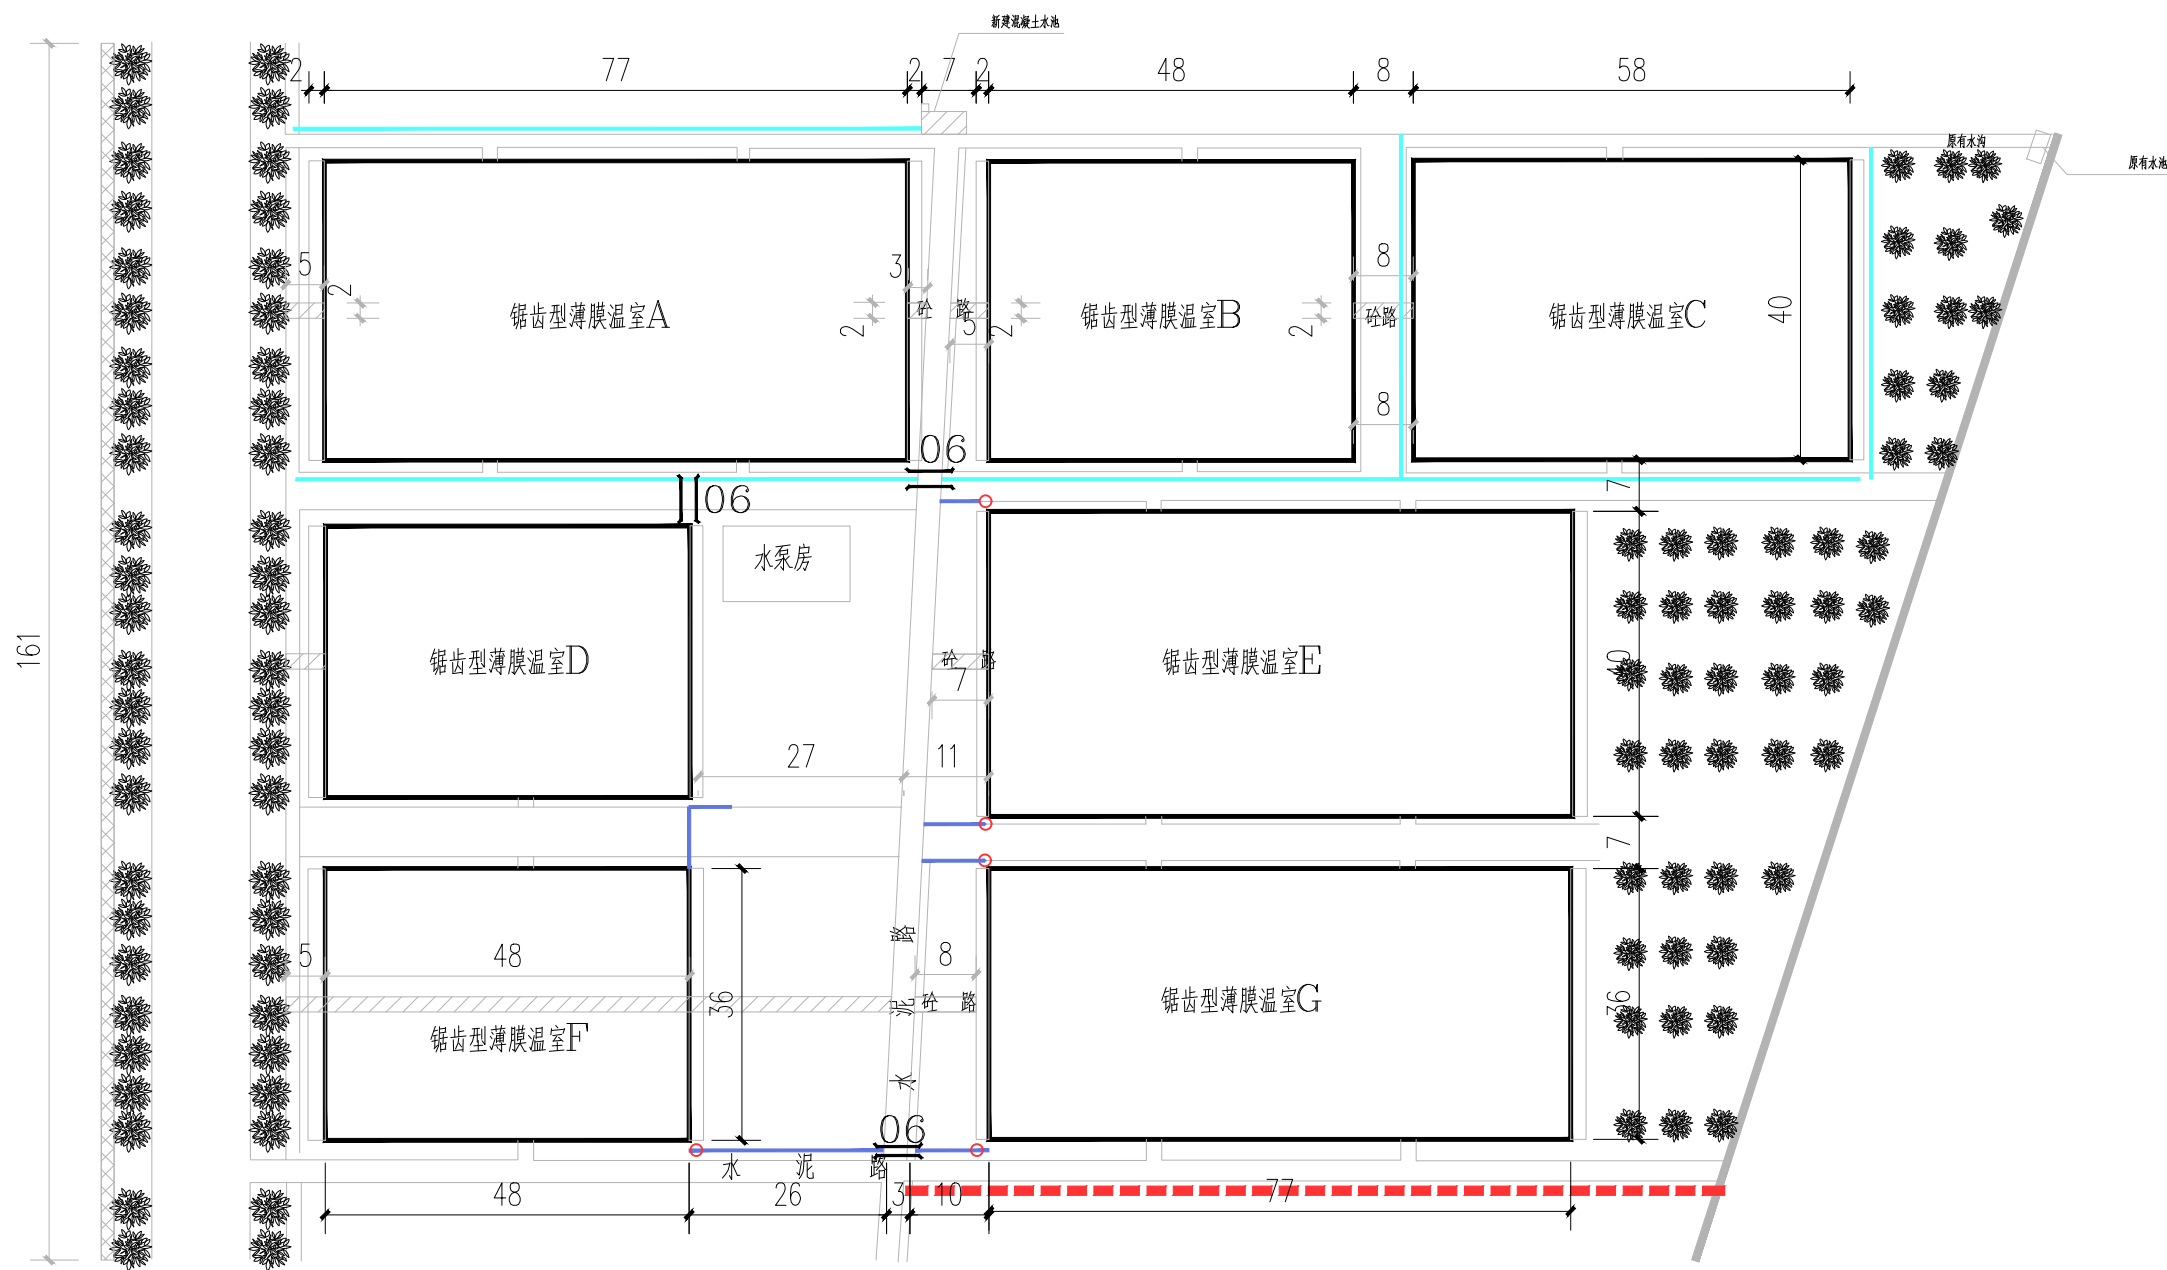 新建混凝土水池
2 77 2 7 2 48 8 58
原有水沟
原有水池
5 3 8
2
锯齿型薄膜温室A 砼 路 锯齿型薄膜温室B 砼路 锯齿型薄膜温室C 40
2 5 2 2
8
06
06 7
水泵房
161 锯齿型薄膜温室D 砼 路 锯齿型薄膜温室E 40
7
27 11
7
路
5 48 8
36 泥 砼 路 锯齿型薄膜温室G 36
锯齿型薄膜温室F
水
06
水 泥 路
48 26 3 10 77